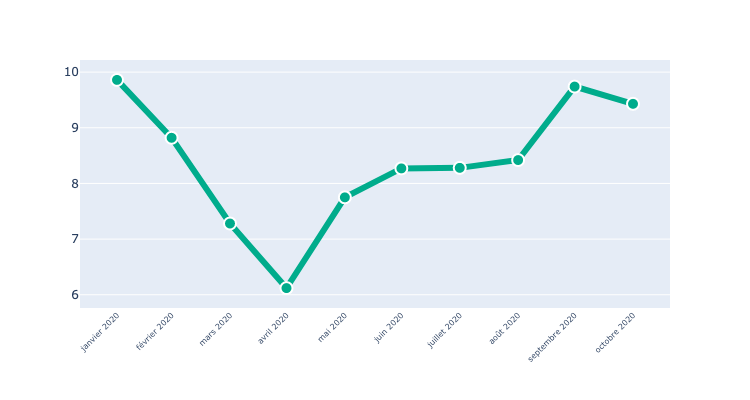 10
9
8
7
6
janvier 2020
février 2020
mars 2020
avril 2020
mai 2020
juin 2020
juillet 2020
août 2020
septembre 2020
octobre 2020